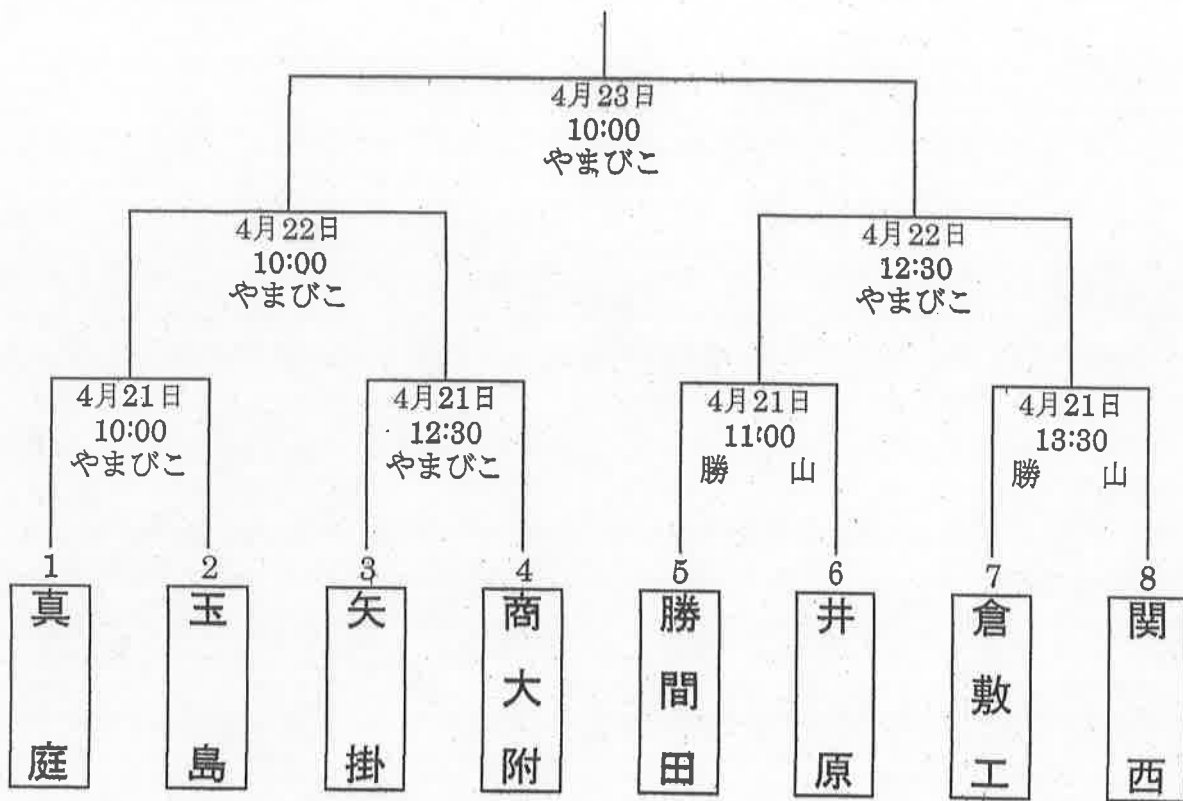 4月23日
10:00
やまびこ
4月22日
10:00
やまびこ
4月22日
12:30
やまびこ
4月21日
10:00
やまびこ
4月21日
12:30
やまびこ
4月21日
11:00
勝 山
4月21日
13:30
勝 山
1
真庭
2
玉島
3
矢掛
4
商大附
5
勝間田
6
井原
7
倉敷工
8
関西